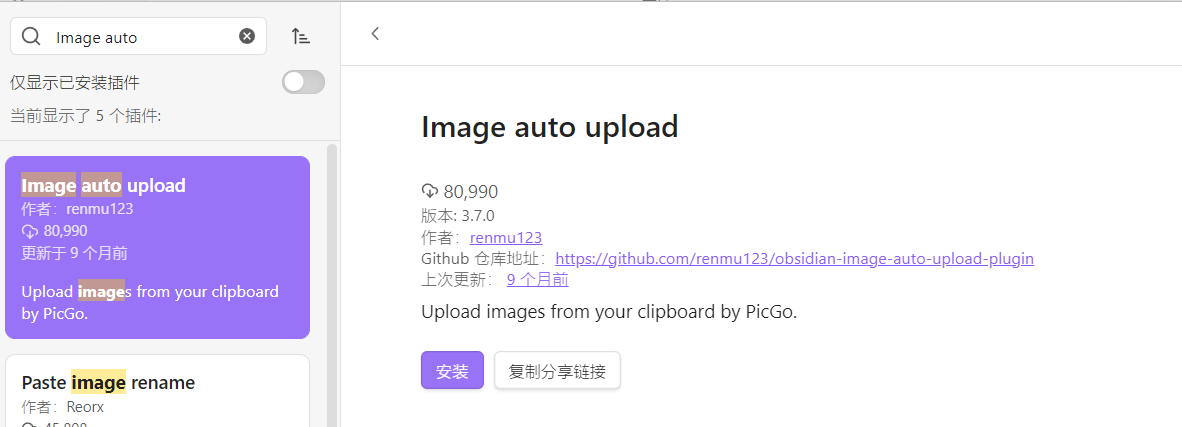 Image auto
仅显示已安装插件
当前显示了 5 个插件:
Image auto upload
作者：renmu123
80,990
更新于 9 个月前
Upload images from your clipboard
by PicGo.
Paste image rename
作者：Reorx
Image auto upload
80,990
版本: 3.7.0
作者：renmu123
Github 仓库地址：https://github.com/renmu123/obsidian-image-auto-upload-plugin
上次更新： 9 个月前
Upload images from your clipboard by PicGo.
安装
复制分享链接